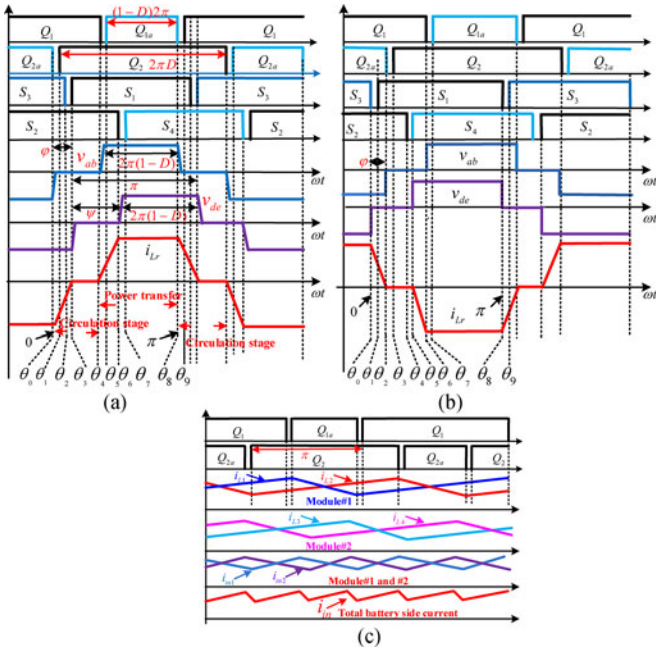 (1−D)2π
Q1 Q1a Q1
Q2a Q2 2πD Q2a
S3 S1 S3
S2 S4 S2
φ vab 2π(1−D) ωt
π
ψ 2π(1−D) vde
iLr
Power transfer ωt
Circulation stage
0 π Circulation stage
θ0 θ1 θ2 θ3 θ4 θ5 θ6 θ7 θ8 θ9
(a)
Q1 Q1a Q1
Q2a Q2 Q2a
S3 S1 S3
S2 S4 S2
φ vab ωt
vde
ωt
0 iLr π
θ0 θ1 θ2 θ3 θ4 θ5 θ6 θ7 θ8 θ9
(b)
Q1 Q1a Q1
Q2a Q2 π Q2a Q2
iL1 iL2
Module#1
iL3 iL4
Module#2
iin1 iin2
Module#1 and #2
iin Total battery side current
(c)